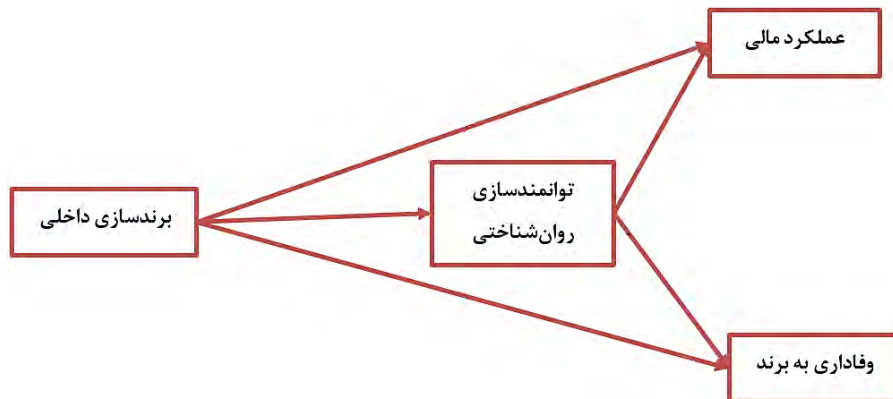 عملکرد مالی
توانمندسازی
روان‌شناختی
برندسازی داخلی
وفاداری به برند